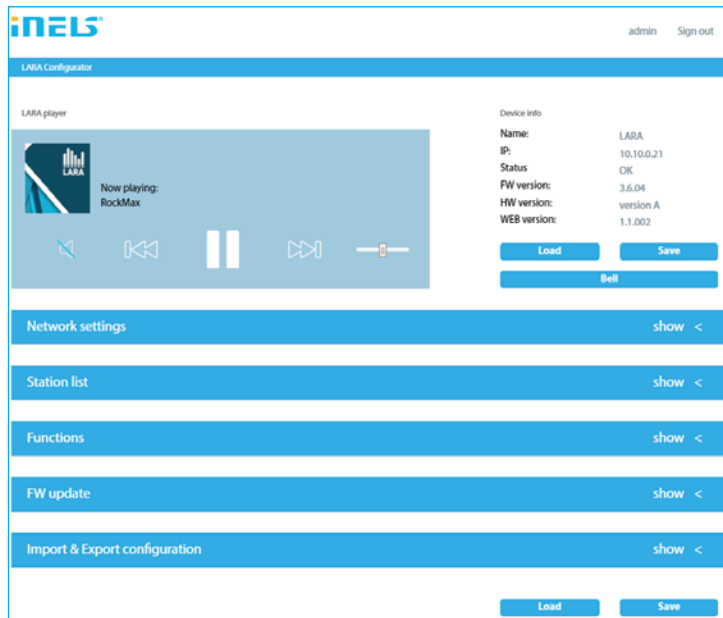 iNELS
admin Sign out
LARA Configurator
LARA player
LARA
Now playing:
RockMax
Device info
Name: LARA
IP: 10.10.0.21
Status OK
FW version: 3.6.04
HW version: version A
WEB version: 1.1.002
Load Save
Bell
Network settings show <
Station list show <
Functions show <
FW update show <
Import & Export configuration show <
Load Save